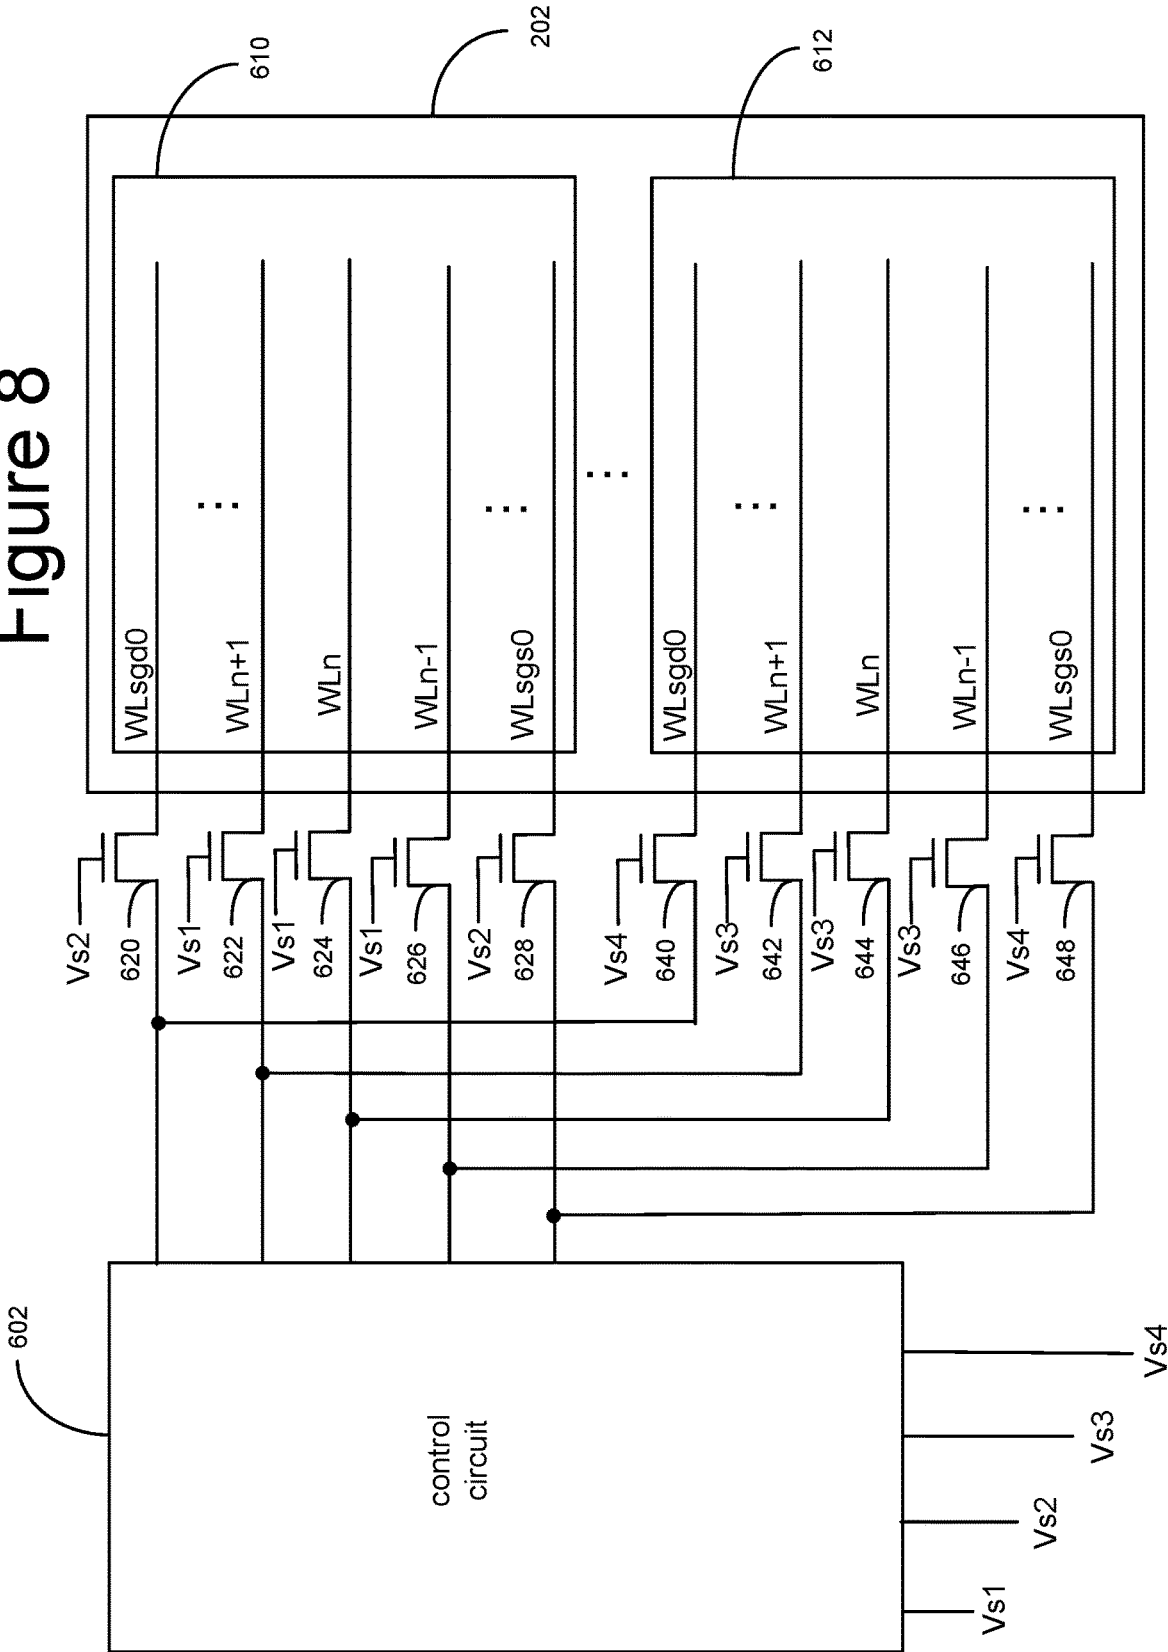 Figure 8
602
control
circuit
Vs1
Vs2
Vs3
Vs4
Vs2
620
Vs1
622
Vs1
624
Vs1
626
Vs2
628
Vs4
640
Vs3
642
Vs3
644
Vs3
646
Vs4
648
WLsgd0
...
WLn+1
WLn
WLn-1
...
WLsgs0
...
WLsgd0
...
WLn+1
WLn
WLn-1
...
WLsgs0
610
202
612